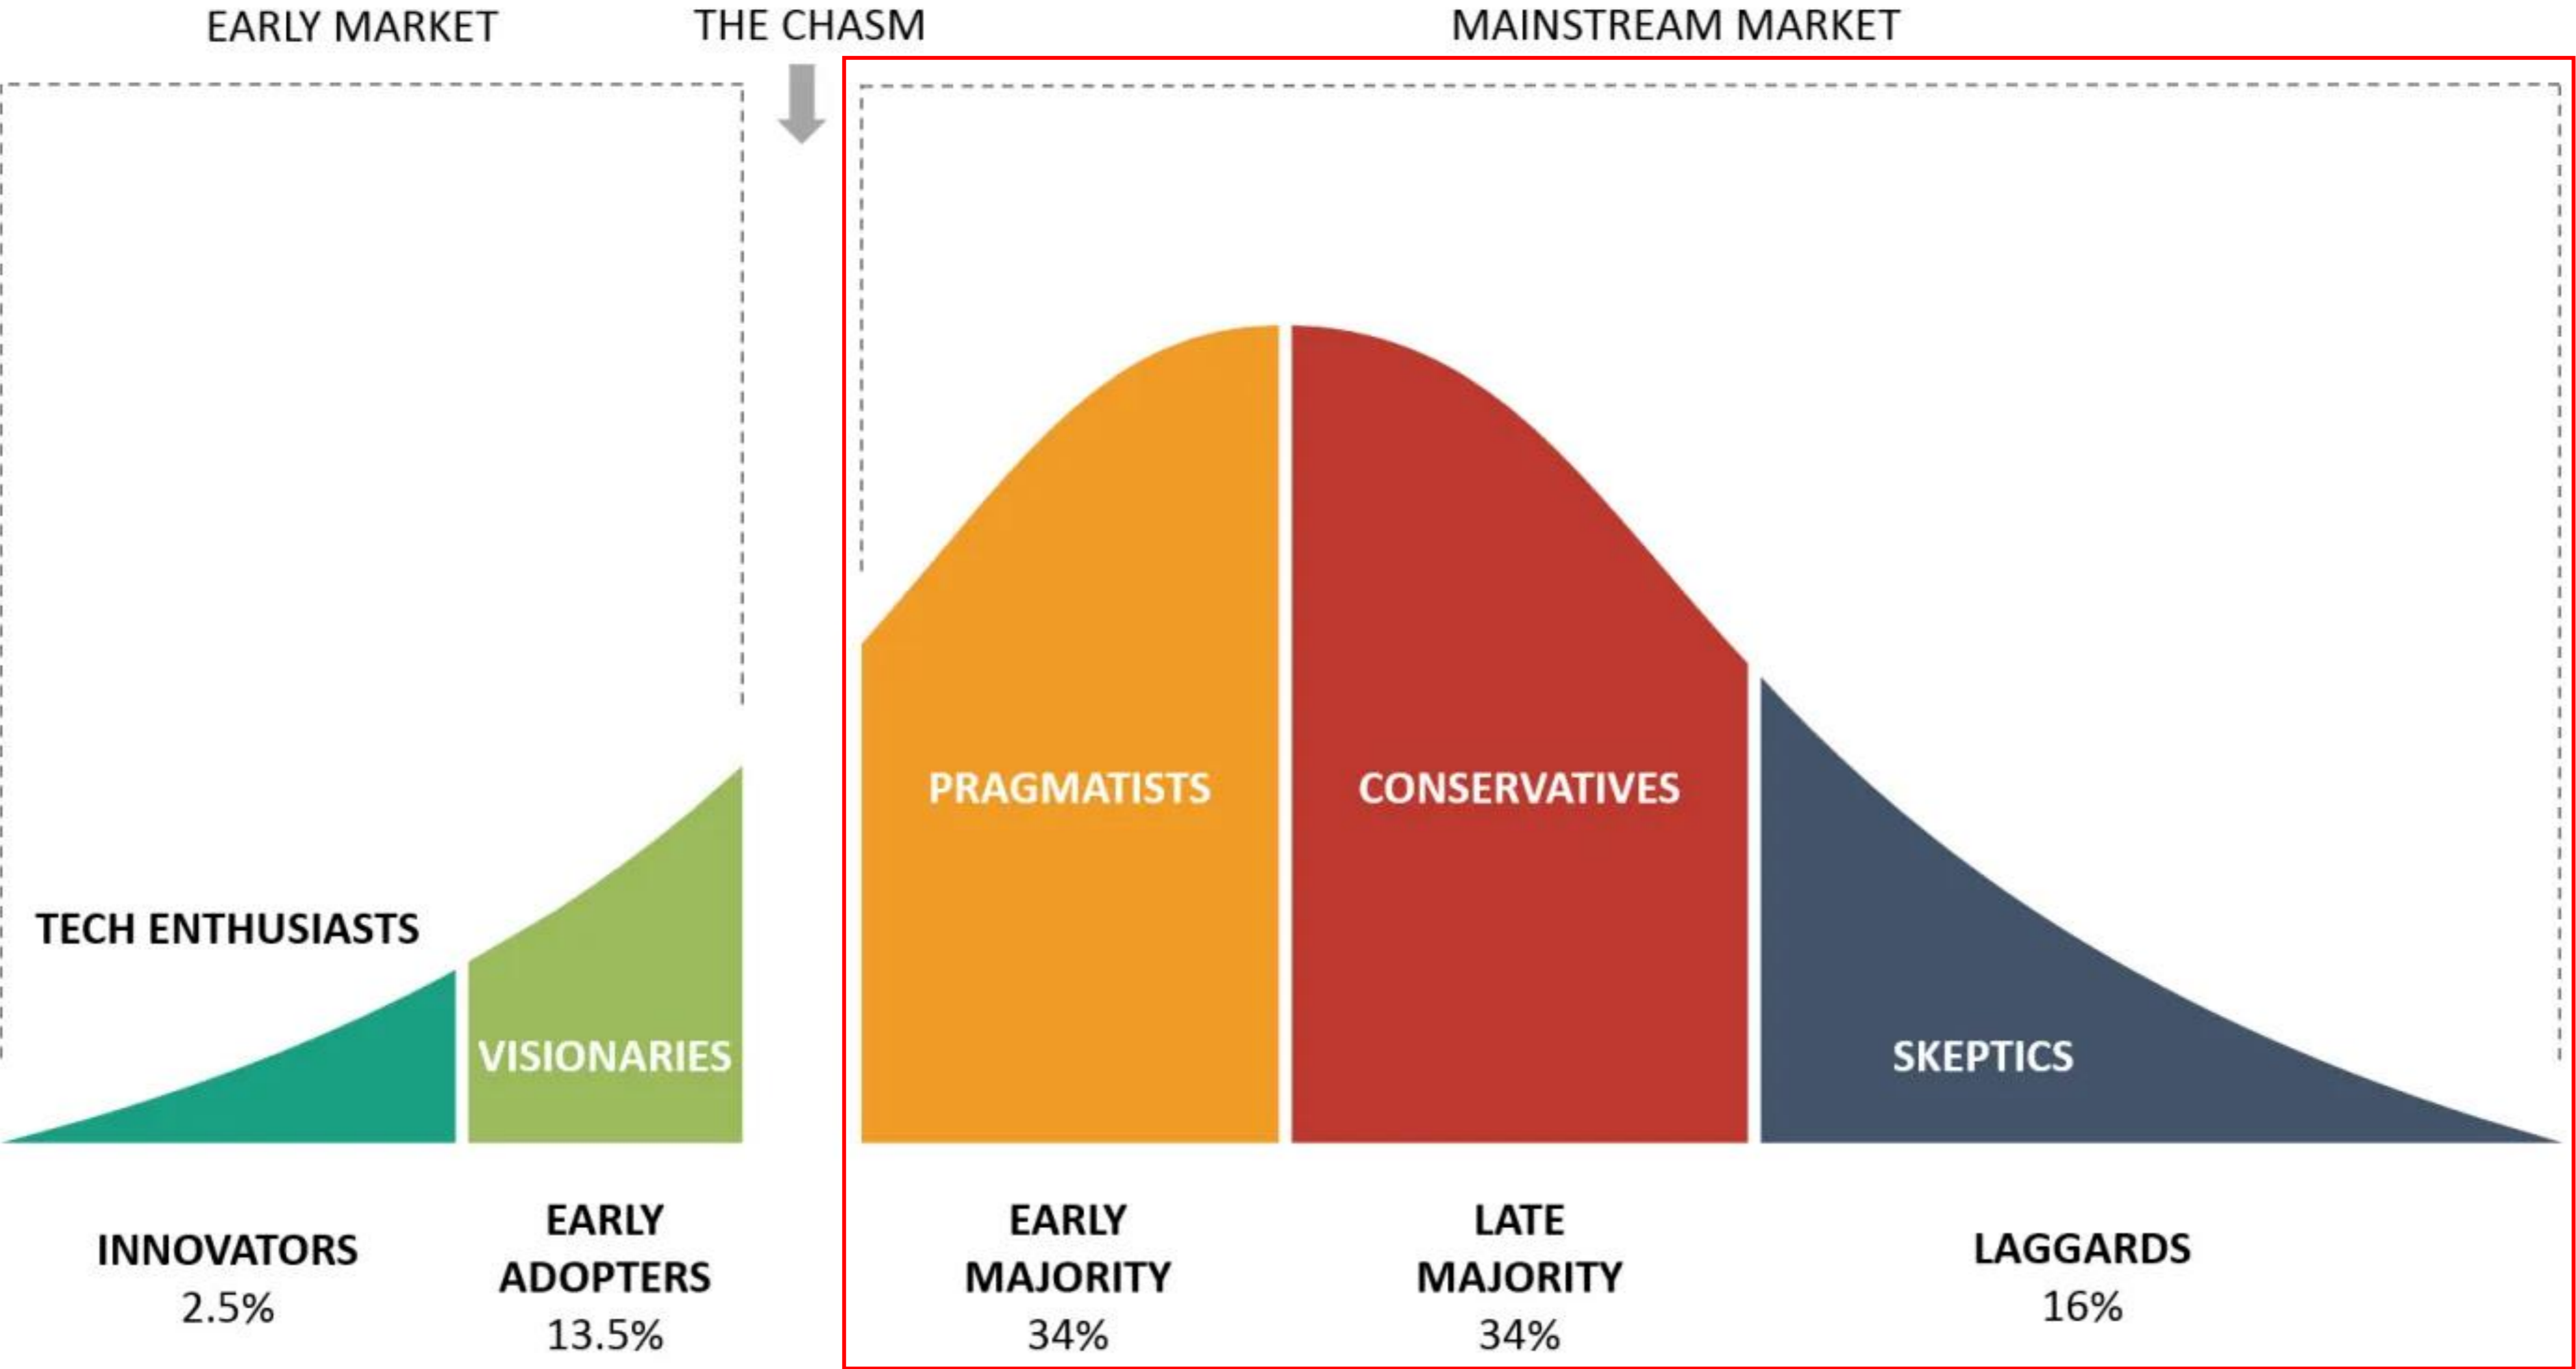 EARLY MARKET
THE CHASM
MAINSTREAM MARKET
PRAGMATISTS
CONSERVATIVES
TECH ENTHUSIASTS
VISIONARIES
SKEPTICS
INNOVATORS
2.5%
EARLY
ADOPTERS
13.5%
EARLY
MAJORITY
34%
LATE
MAJORITY
34%
LAGGARDS
16%